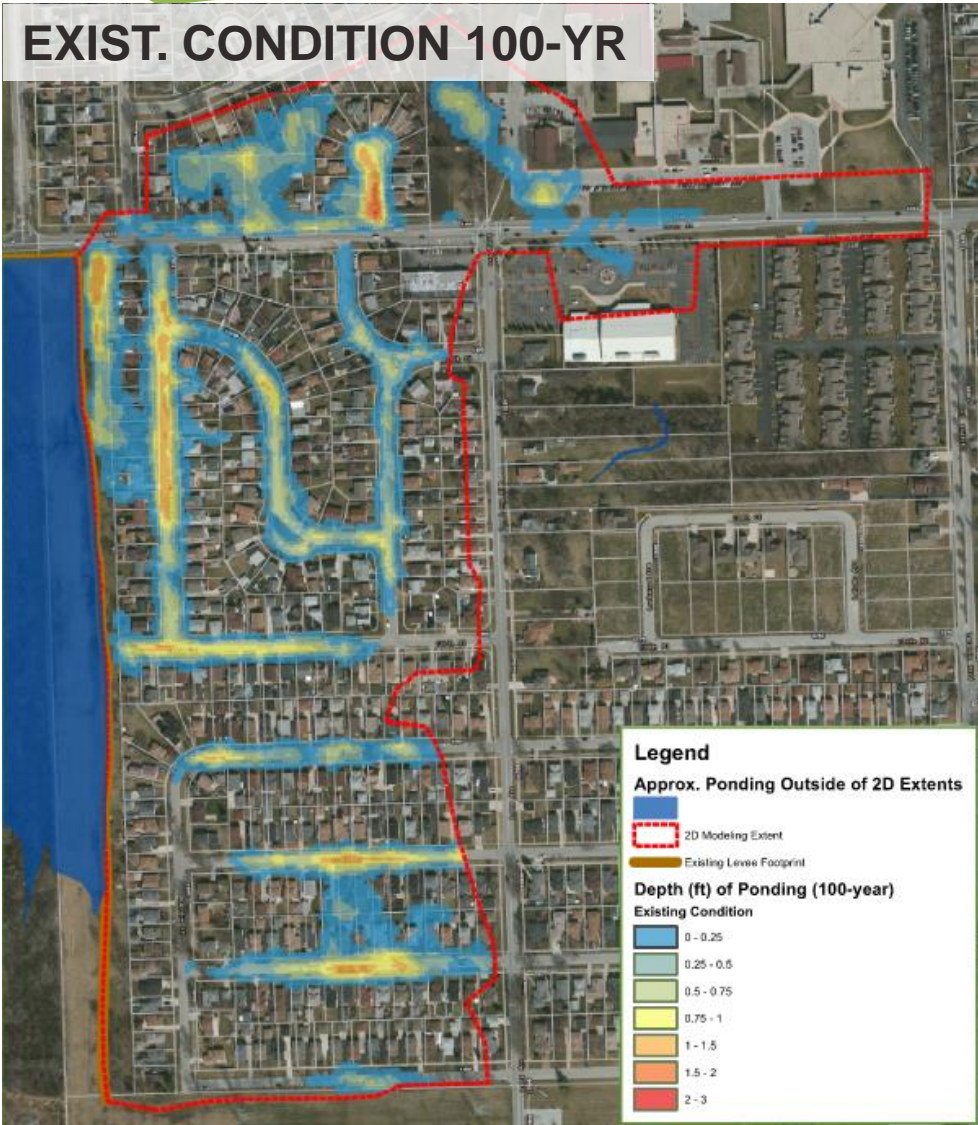 EXIST. CONDITION 100-YR
Legend
Approx. Ponding Outside of 2D Extents
2D Modeling Extent
Existing Levee Footprint
Depth (ft) of Ponding (100-year)
Existing Condition
0 - 0.25
0.25 - 0.5
0.5 - 0.75
0.75 - 1
1 - 1.5
1.5 - 2
2 - 3